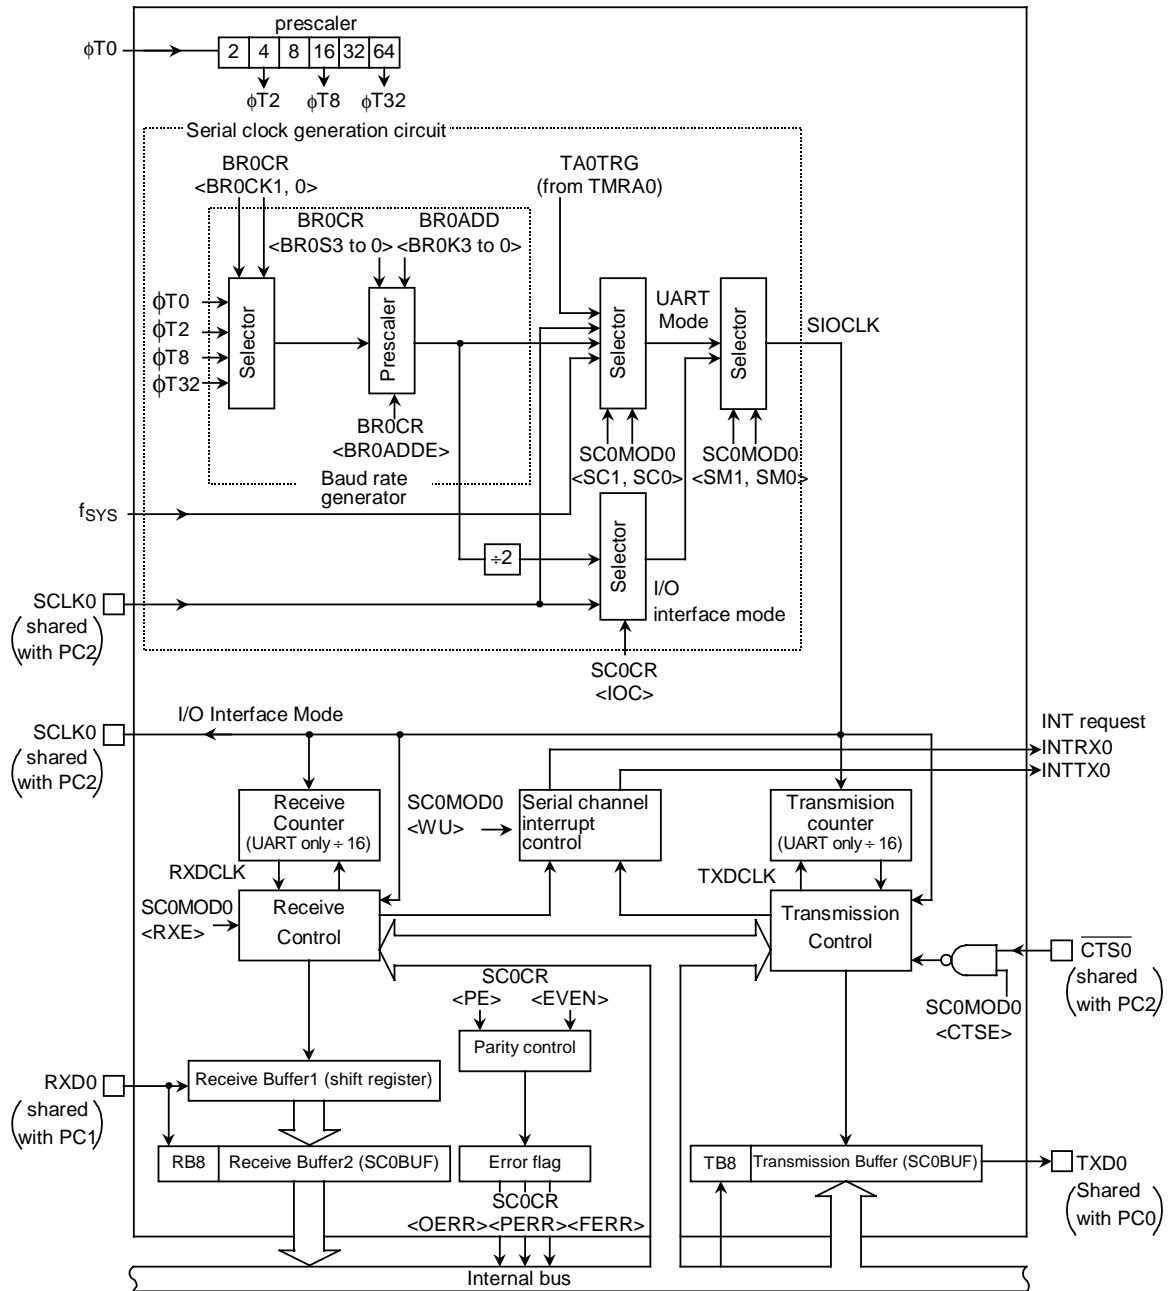 prescaler
ϕT0
2 4 8 16 32 64
ϕT2 ϕT8 ϕT32
Serial clock generation circuit
BR0CR
<BR0CK1, 0>
TA0TRG
(from TMRA0)
BR0CR
<BR0S3 to 0>
BR0ADD
<BR0K3 to 0>
ϕT0
ϕT2
ϕT8
ϕT32
Selector
Prescaler
Selector
UART
Mode
Selector
SIOCLK
BR0CR
<BR0ADDE>
SC0MOD0
<SC1, SC0>
SC0MOD0
<SM1, SM0>
Baud rate
generator
fSYS
÷2
Selector
I/O
interface mode
SCLK0
(shared
with PC2)
SC0CR
<IOC>
SCLK0
(shared
with PC2)
I/O Interface Mode
INT request
INTRX0
INTTX0
Receive
Counter
(UART only ÷ 16)
SC0MOD0
<WU>
Serial channel
interrupt
control
Transmision
counter
(UART only ÷ 16)
RXDCLK
TXDCLK
SC0MOD0
<RXE>
Receive
Control
Transmission
Control
CTS0
(shared
with PC2)
SC0MOD0
<CTSE>
SC0CR
<PE> <EVEN>
Parity control
RXD0
(shared
with PC1)
Receive Buffer1 (shift register)
RB8
Receive Buffer2 (SC0BUF)
Error flag
TB8
Transmission Buffer (SC0BUF)
TXD0
(Shared
with PC0)
SC0CR
<OERR><PERR><FERR>
Internal bus